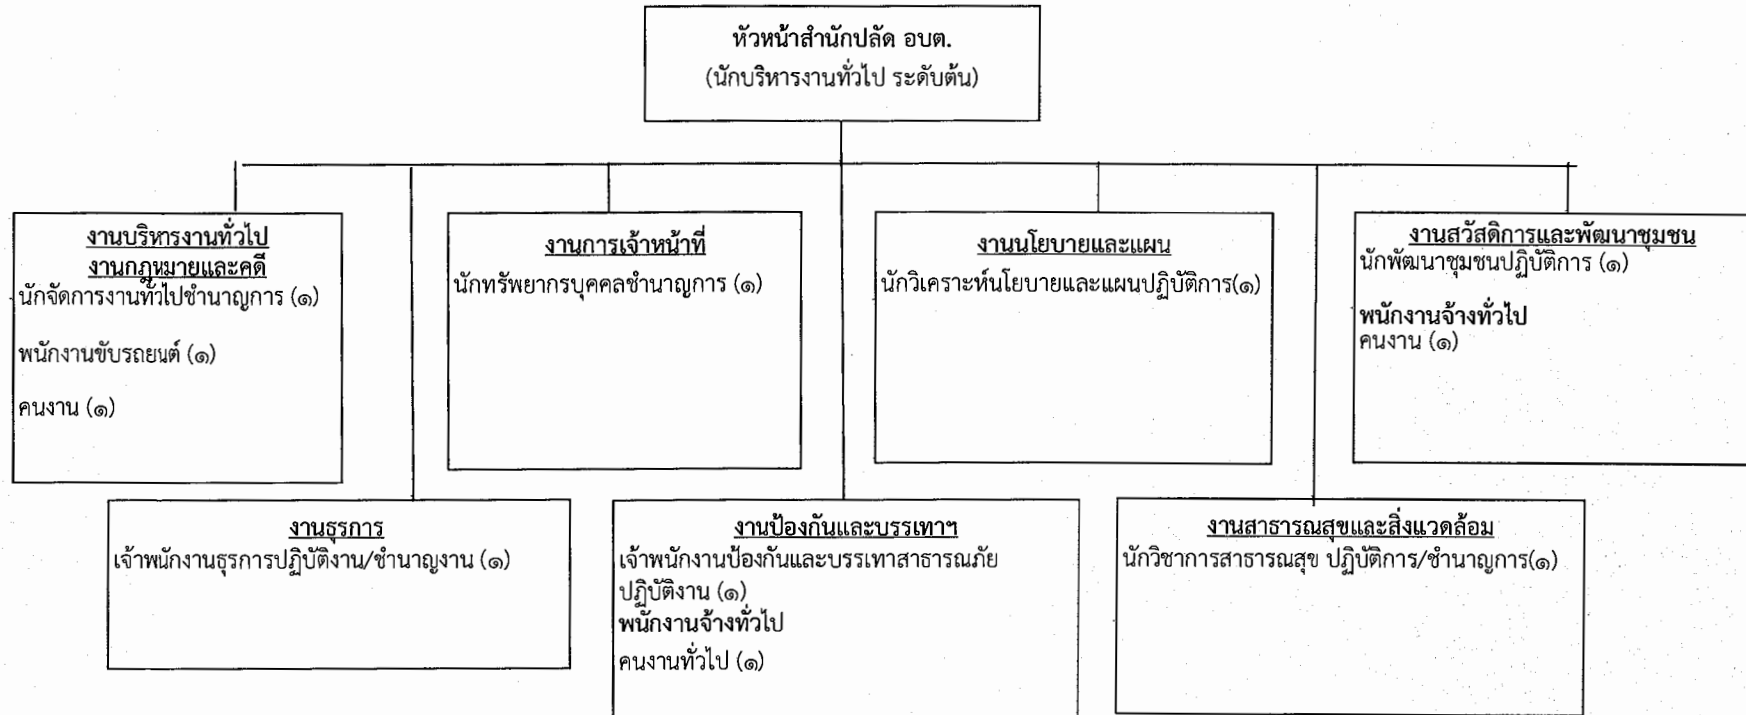 หัวหน้าสำนักปลัด อบต.
(นักบริหารงานทั่วไป ระดับต้น)
งานบริหารงานทั่วไป
งานกฎหมายและคดี
นักจัดการงานทั่วไปชำนาญการ (๑)
พนักงานขับรถยนต์ (๑)
คนงาน (๑)
งานการเจ้าหน้าที่
นักทรัพยากรบุคคลชำนาญการ (๑)
งานนโยบายและแผน
นักวิเคราะห์นโยบายและแผนปฏิบัติการ(๑)
งานสวัสดิการและพัฒนาชุมชน
นักพัฒนาชุมชนปฏิบัติการ (๑)
พนักงานจ้างทั่วไป
คนงาน (๑)
งานธุรการ
เจ้าพนักงานธุรการปฏิบัติงาน/ชำนาญงาน (๑)
งานป้องกันและบรรเทาฯ
เจ้าพนักงานป้องกันและบรรเทาสาธารณภัย
ปฏิบัติงาน (๑)
พนักงานจ้างทั่วไป
คนงานทั่วไป (๑)
งานสาธารณสุขและสิ่งแวดล้อม
นักวิชาการสาธารณสุข ปฏิบัติการ/ชำนาญการ(๑)